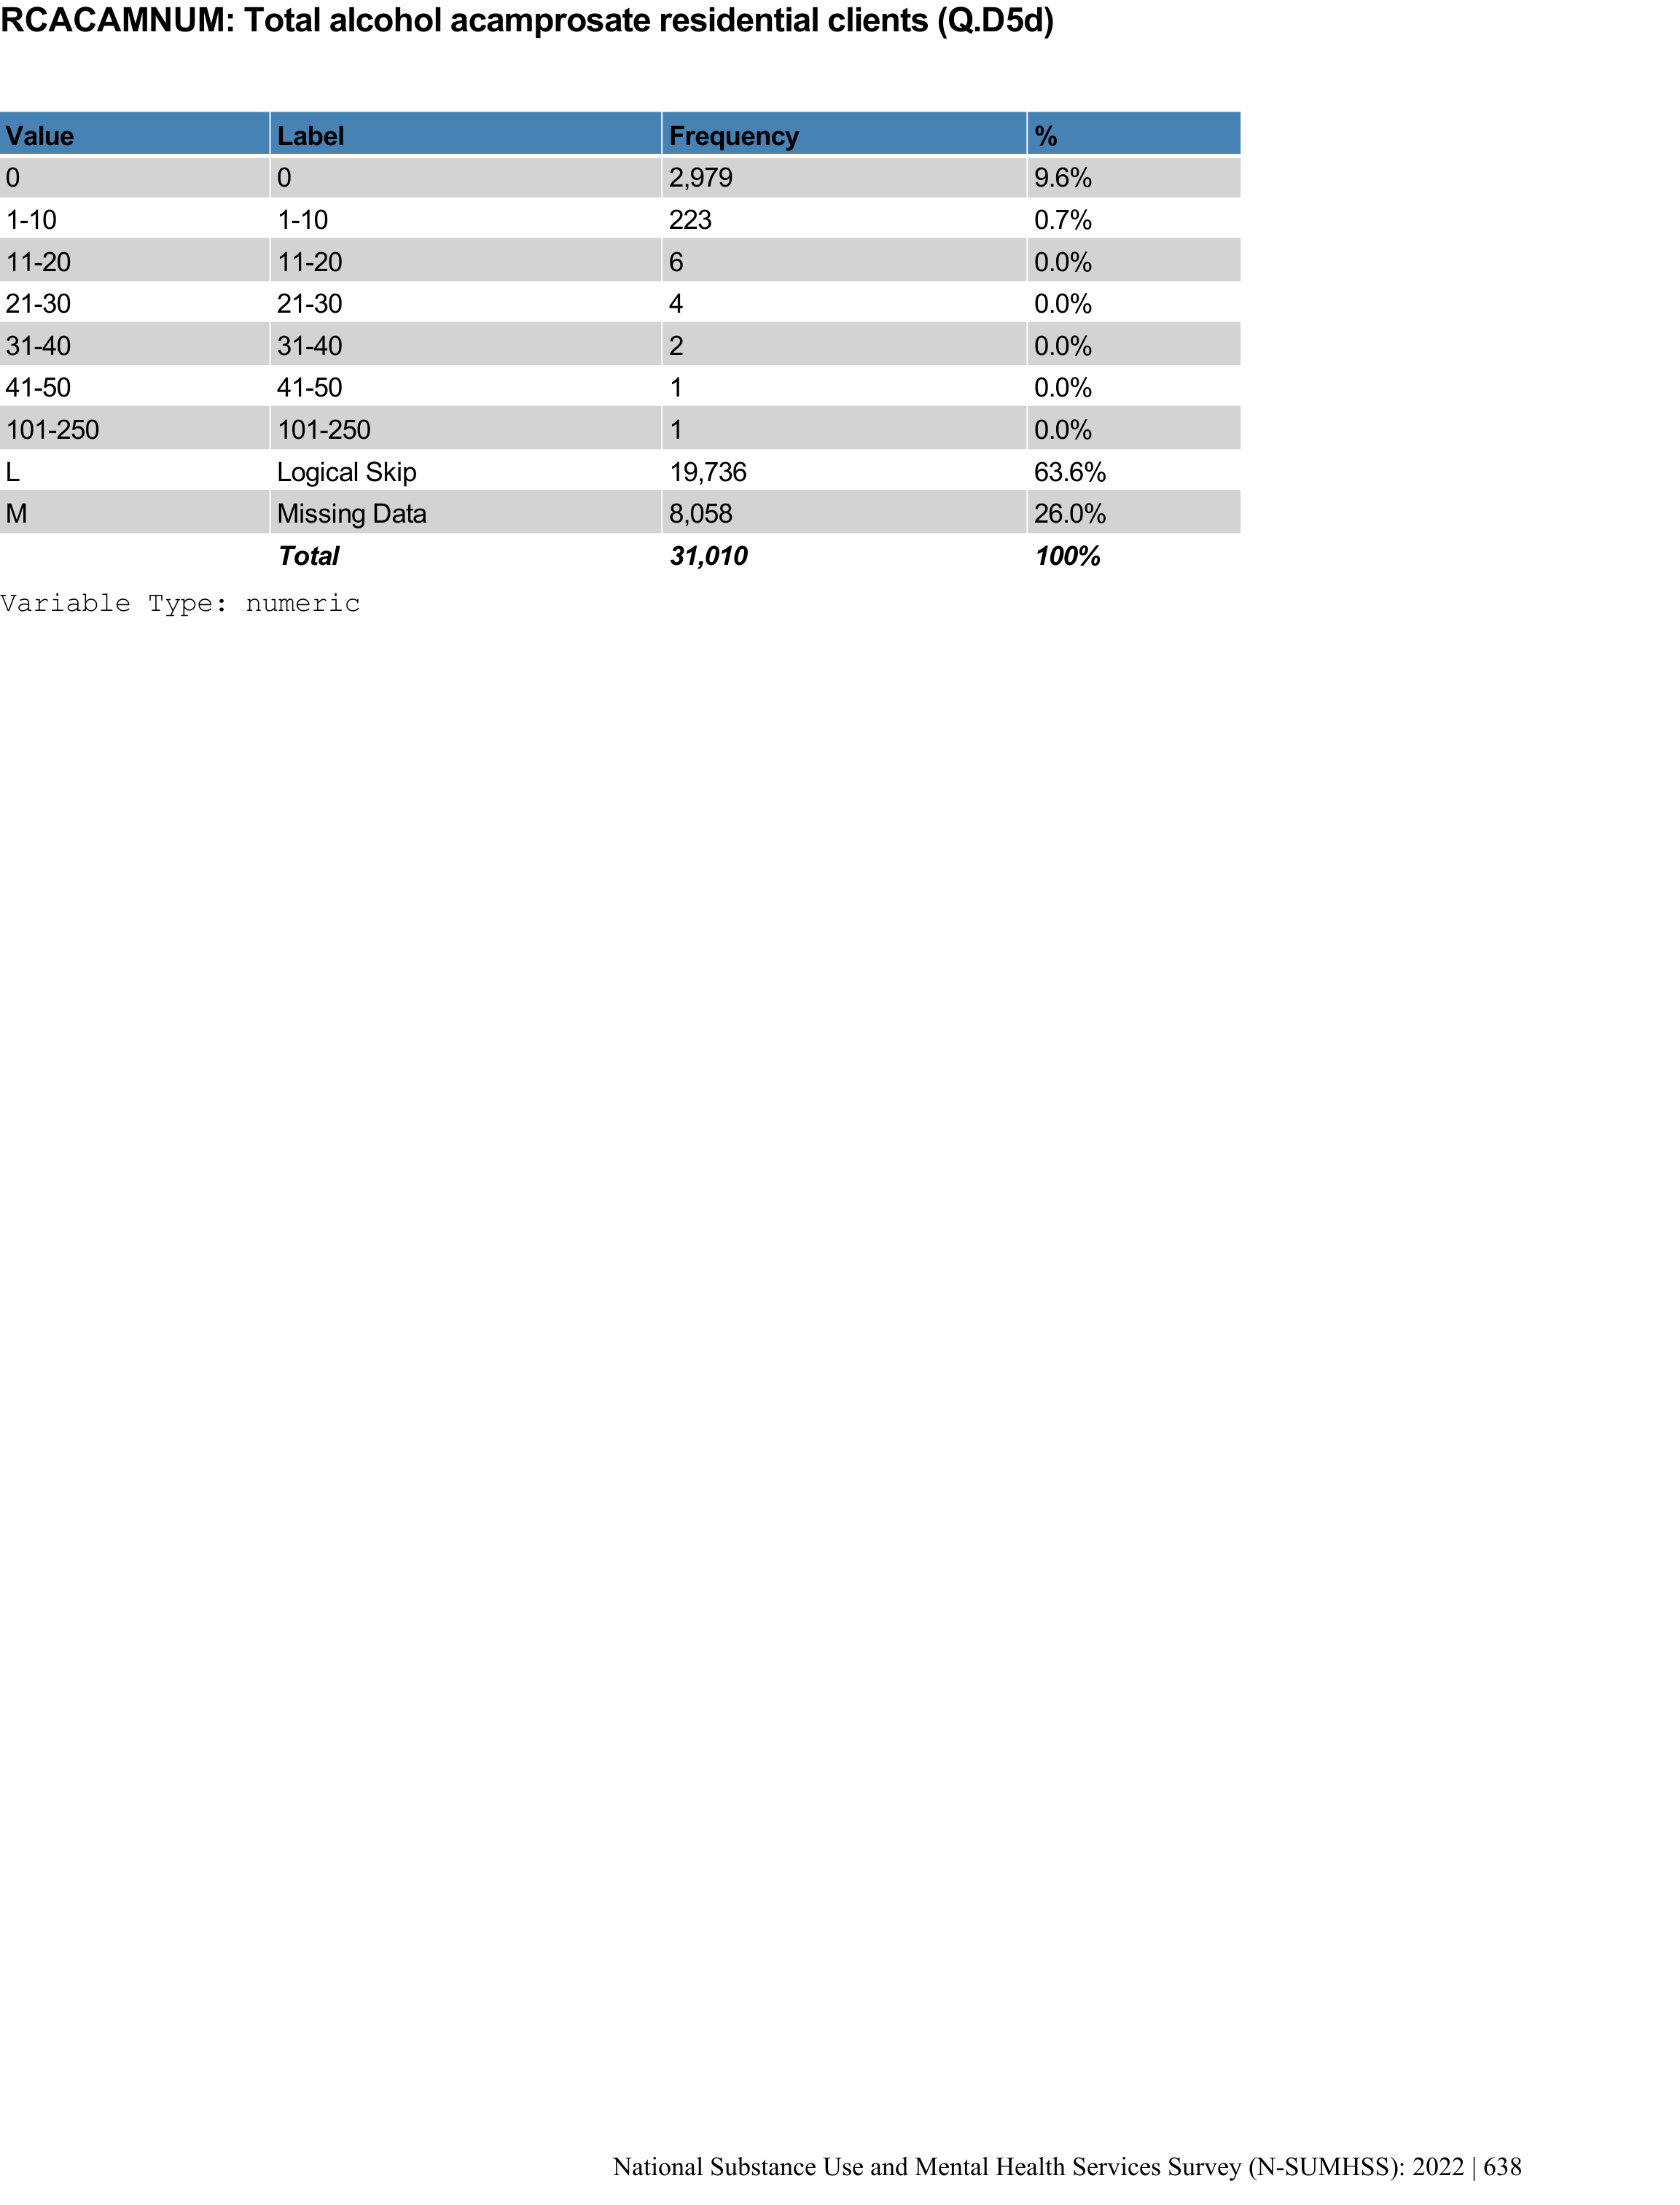 RCACAMNUM: Total alcohol acamprosate residential clients (Q.D5d)
Value Label Frequency %
0 0 2,979 9.6%
1-10 1-10 223 0.7%
11-20 11-20 6 0.0%
21-30 21-30 4 0.0%
31-40 31-40 2 0.0%
41-50 41-50 1 0.0%
101-250 101-250 1 0.0%
L Logical Skip 19,736 63.6%
M Missing Data 8,058 26.0%
Total 31,010 100%
Variable Type: numeric
National Substance Use and Mental Health Services Survey (N-SUMHSS): 2022 | 638